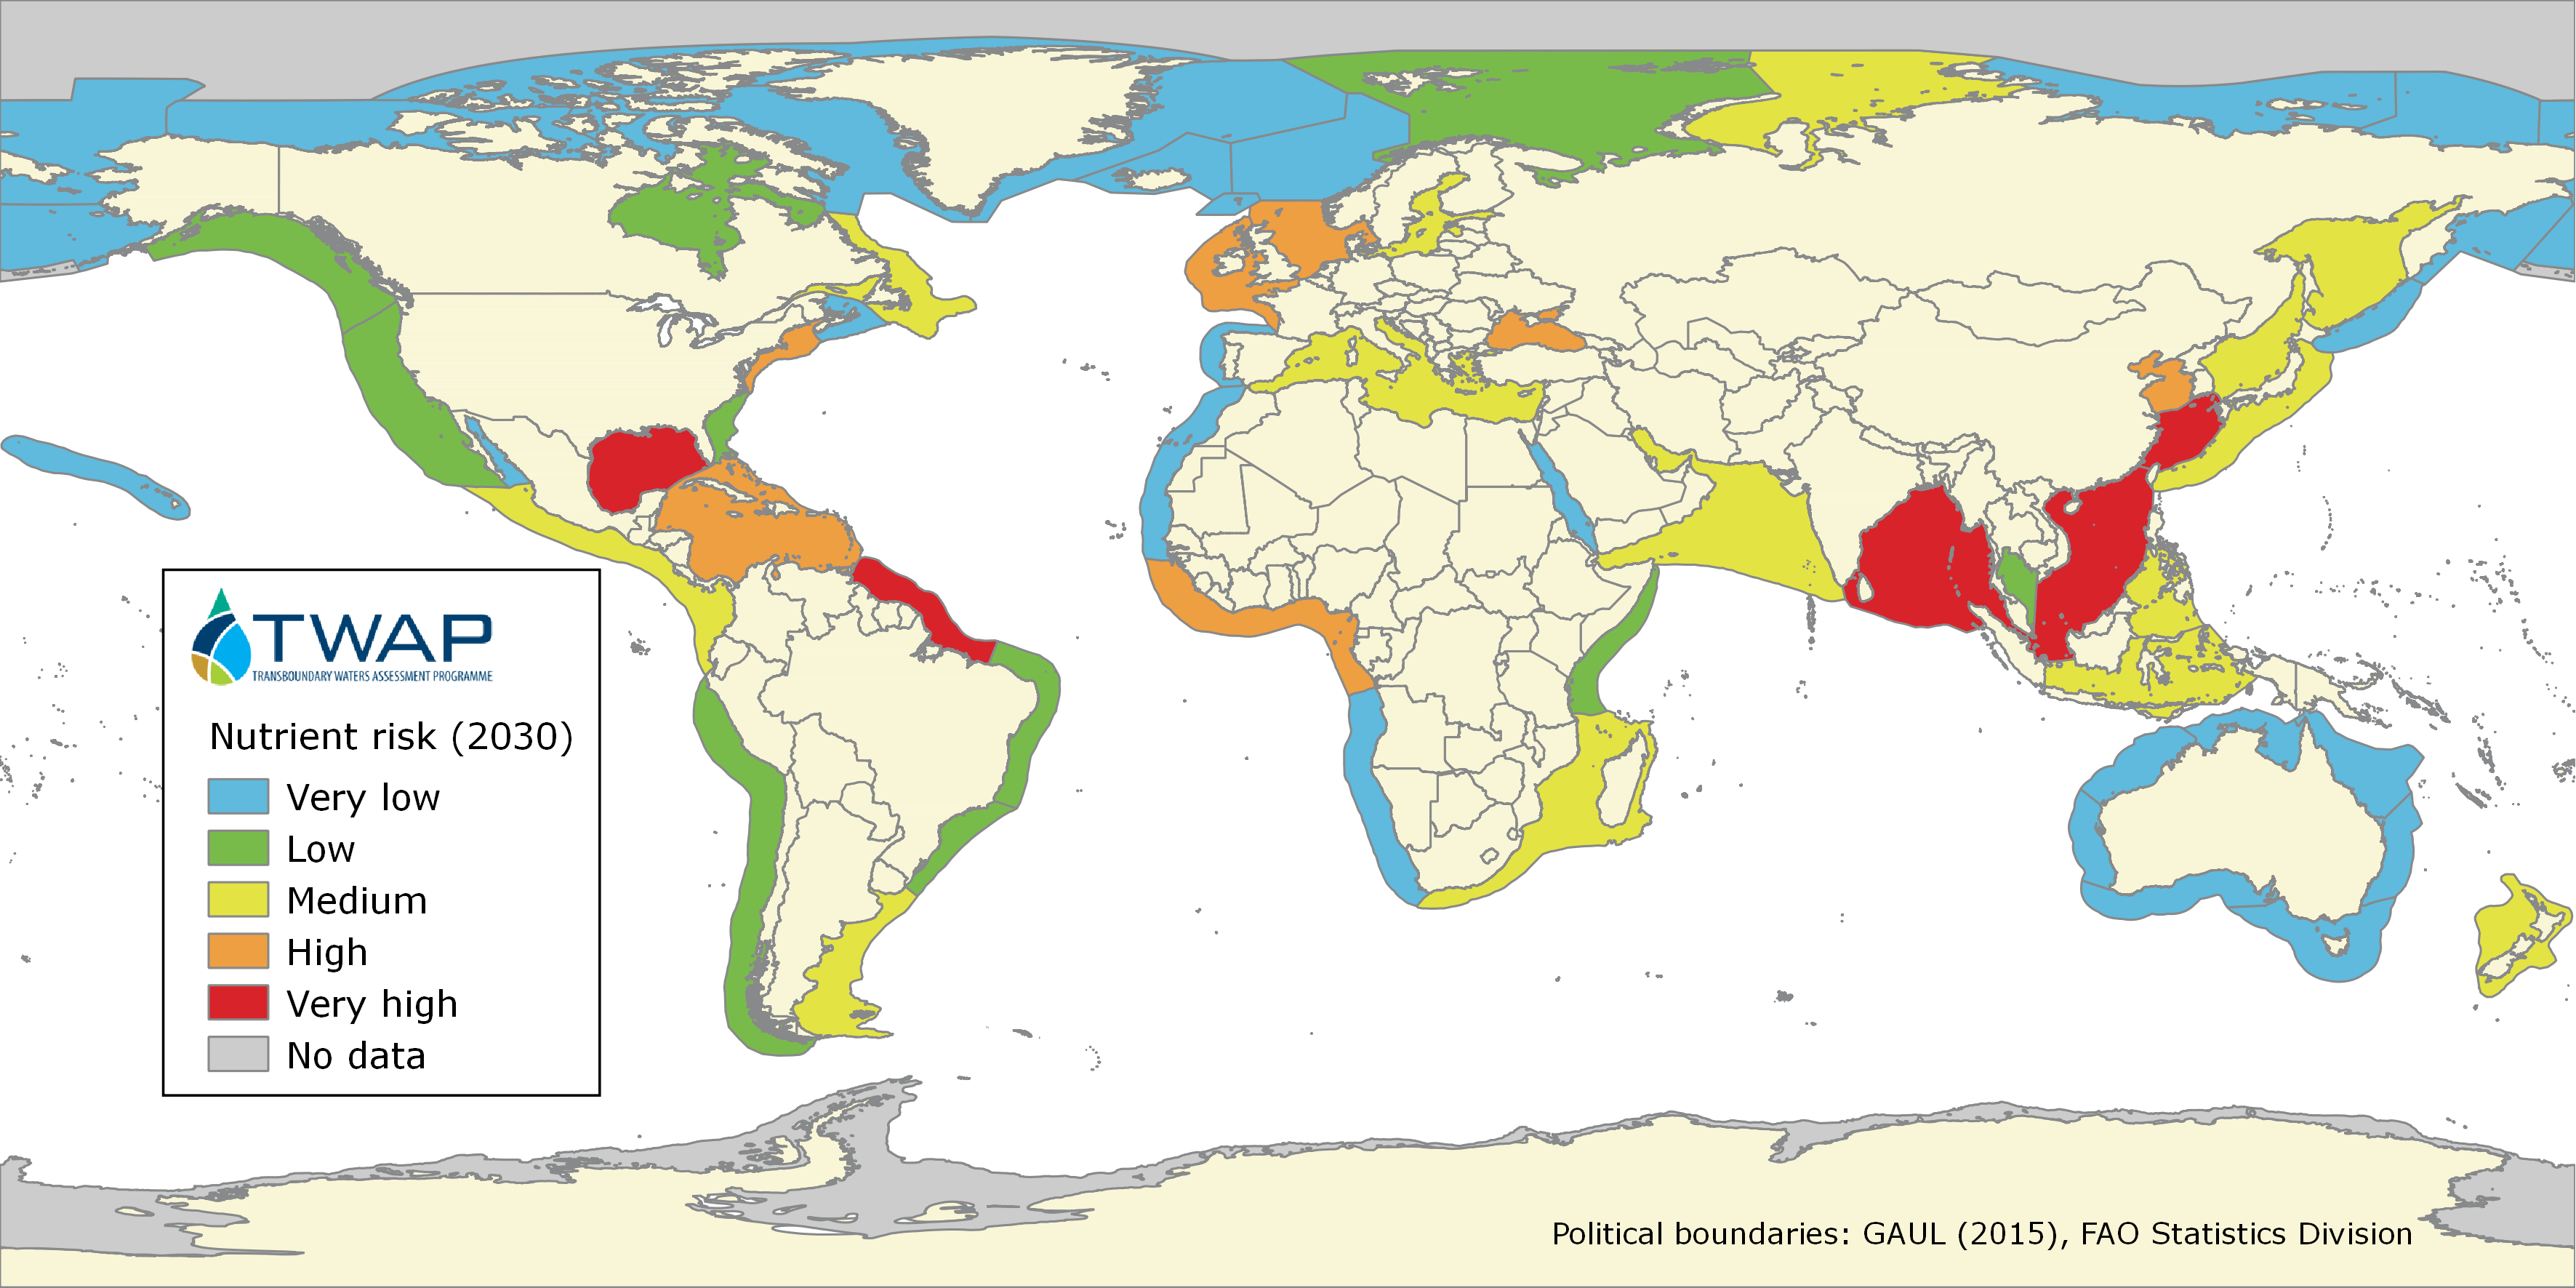 TWAP
TRANSBOUNDARY WATERS ASSESSMENT PROGRAMME
Nutrient risk (2030)
Very low
Low
Medium
High
Very high
No data
Political boundaries: GAUL (2015), FAO Statistics Division